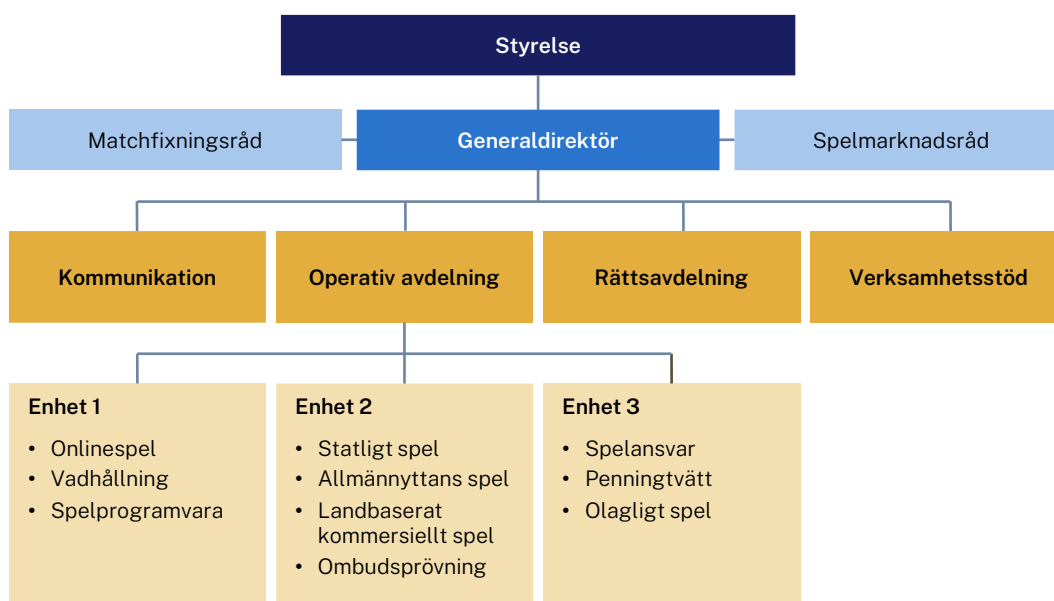 Styrelse
Matchfixningsråd
Generaldirektör
Spelmarknadsråd
Kommunikation
Operativ avdelning
Rättsavdelning
Verksamhetsstöd
Enhet 1
• Onlinespel
• Vadhållning
• Spelprogramvara
Enhet 2
• Statligt spel
• Allmännyttans spel
• Landbaserat
kommersiellt spel
• Ombudsprövning
Enhet 3
• Spelansvar
• Penningtvätt
• Olagligt spel